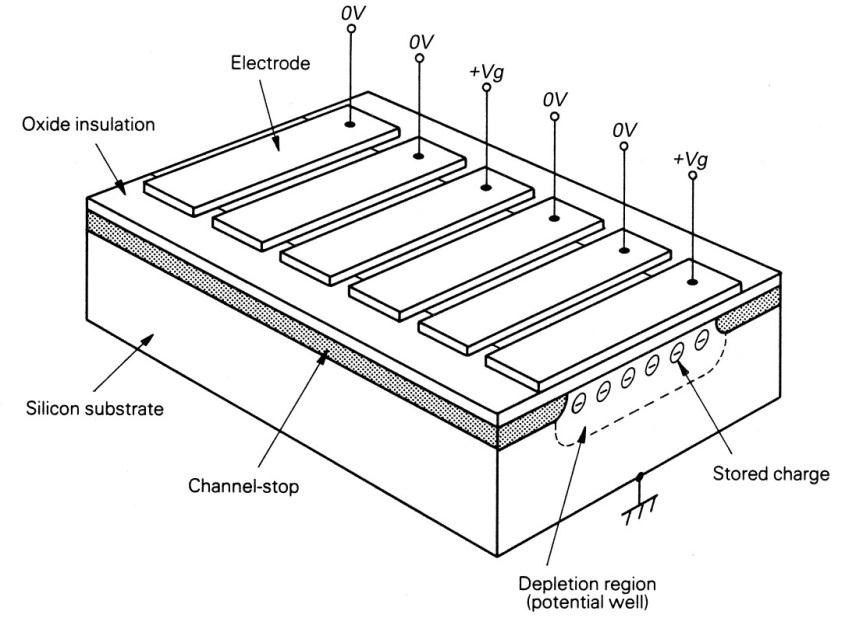 0V
0V
Electrode
+Vg
0V
Oxide insulation
0V
+Vg
Silicon substrate
Channel-stop
Stored charge
Depletion region
(potential well)